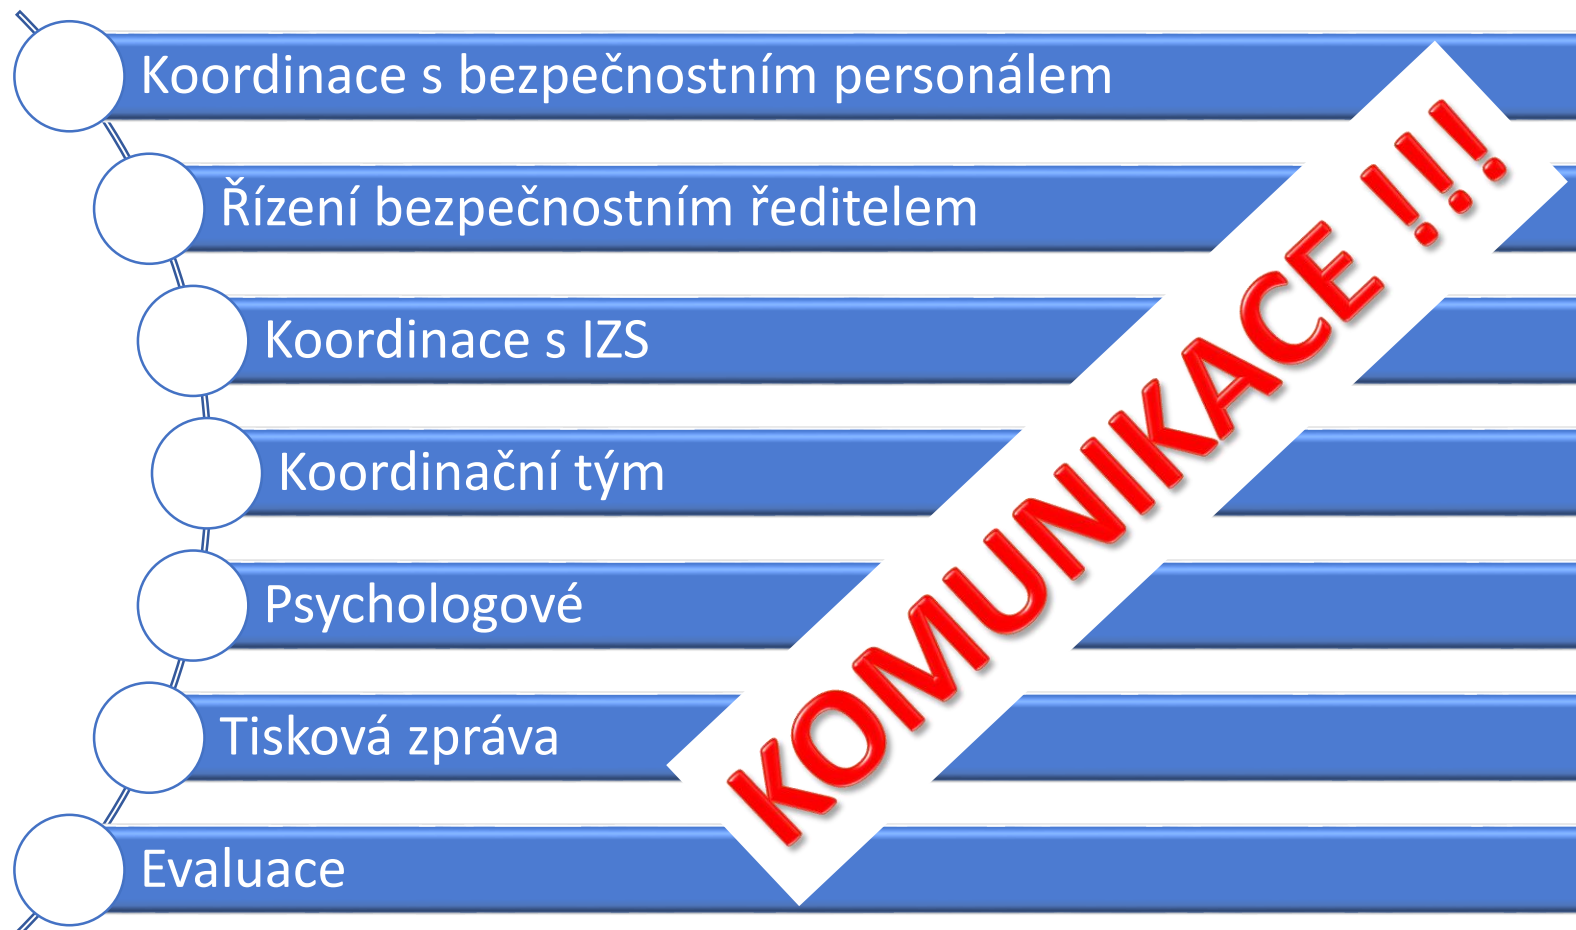 Koordinace s bezpečnostním personálem
Řízení bezpečnostním ředitelem
Koordinace s IZS
Koordinační tým
Psychologové
Tisková zpráva
Evaluace
KOMUNIKACE !!!